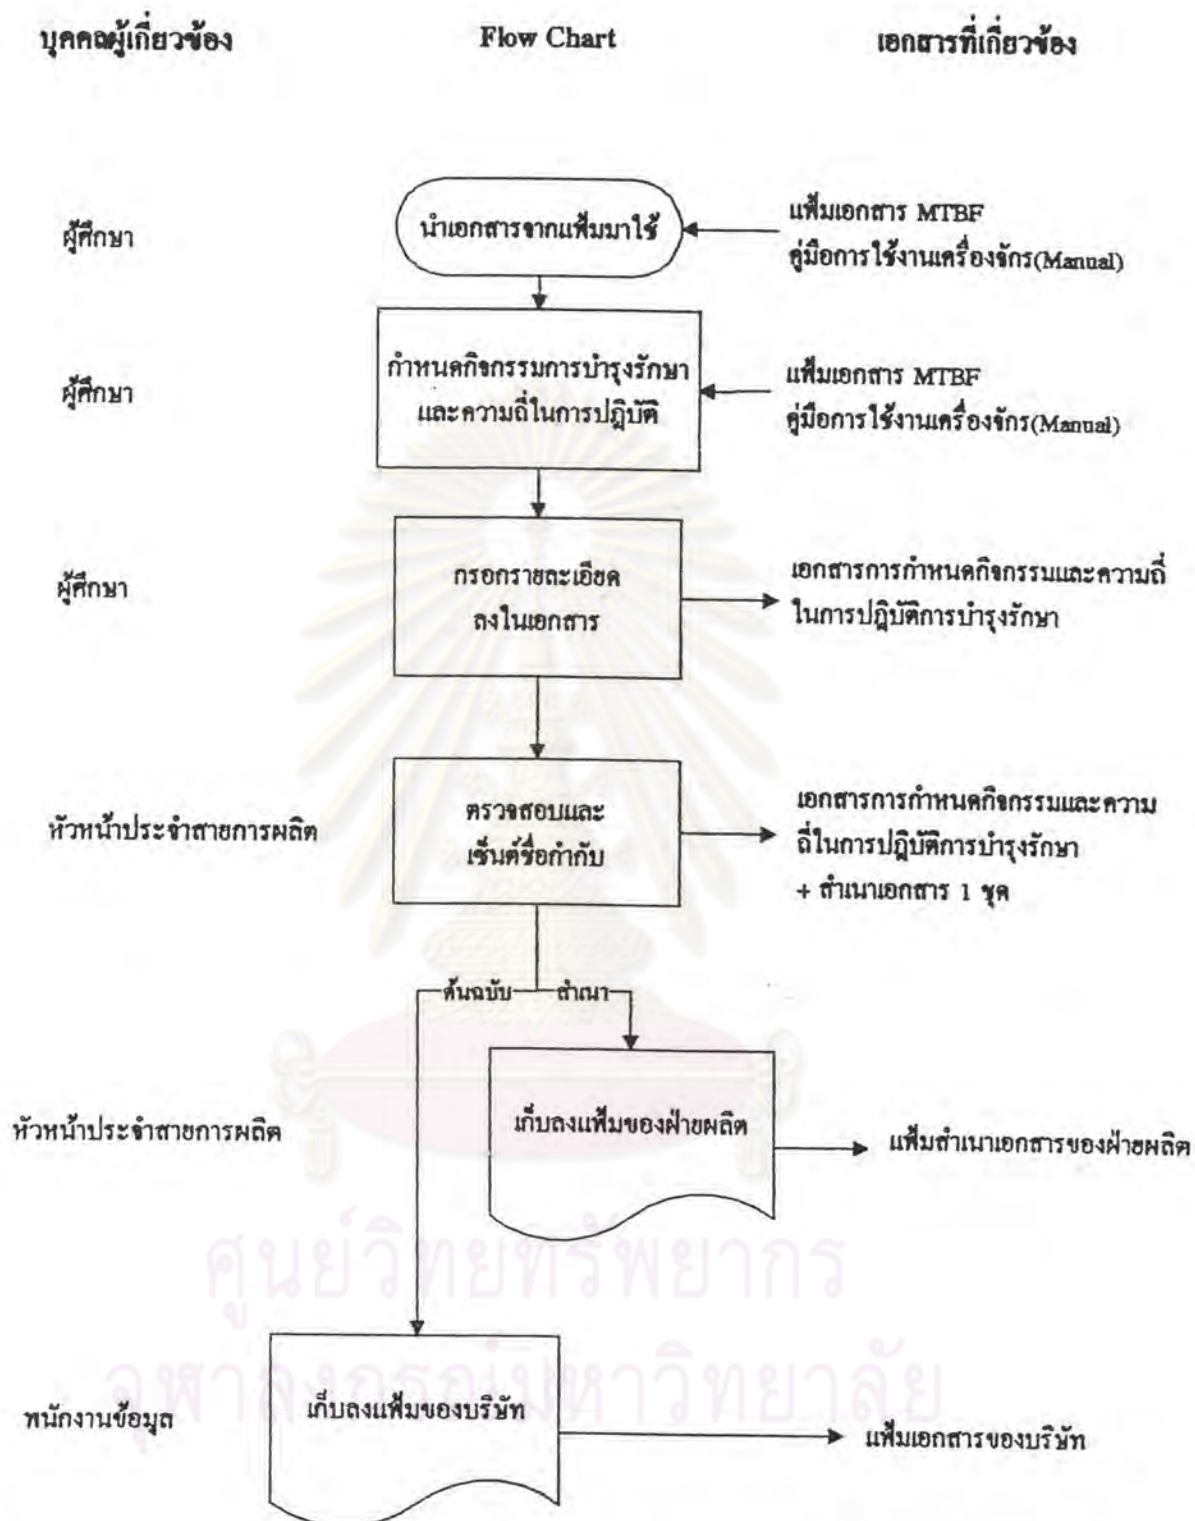 บุคคลผู้เกี่ยวข้อง
Flow Chart
เอกสารที่เกี่ยวข้อง
ผู้ศึกษา
นำเอกสารจากแฟ้มมาใช้
แฟ้มเอกสาร MTBF
คู่มือการใช้งานเครื่องจักร(Manual)
ผู้ศึกษา
กำหนดกิจกรรมการบำรุงรักษา
และความถี่ในการปฏิบัติ
แฟ้มเอกสาร MTBF
คู่มือการใช้งานเครื่องจักร(Manual)
ผู้ศึกษา
กรอกรายละเอียด
ลงในเอกสาร
เอกสารการกำหนดกิจกรรมและความถี่
ในการปฏิบัติการบำรุงรักษา
หัวหน้าประจำสายการผลิต
ตรวจสอบและ
เซ็นต์ชื่อกำกับ
เอกสารการกำหนดกิจกรรมและความ
ถี่ในการปฏิบัติการบำรุงรักษา
+ สำเนาเอกสาร 1 ชุด
ต้นฉบับ
สำเนา
หัวหน้าประจำสายการผลิต
เก็บลงแฟ้มของฝ่ายผลิต
แฟ้มสำเนาเอกสารของฝ่ายผลิต
ศูนย์วิทยทรัพยากร
จุฬาลงกรณ์มหาวิทยาลัย
พนักงานข้อมูล
เก็บลงแฟ้มของบริษัท
แฟ้มเอกสารของบริษัท